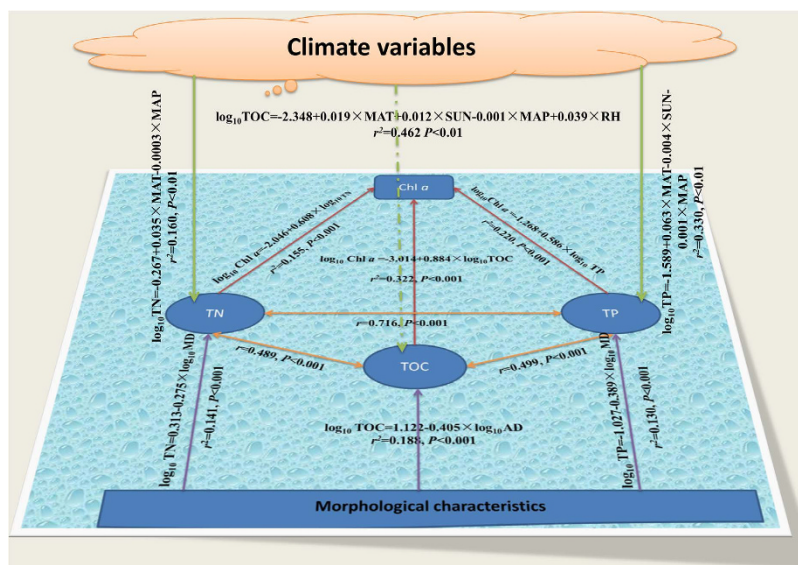 Climate variables
log₁₀TOC=-2.348+0.019×MAT+0.012×SUN-0.001×MAP+0.039×RH
r²=0.462 P<0.01
log₁₀TN=-0.267+0.035×MAT-0.0003×MAP
r²=0.160, P<0.01
log₁₀TP=-1.589+0.063×MAT-0.004×SUN-
0.001×MAP
r²=0.330, P<0.01
Chl a
log₁₀ Chl a=-2.046+0.608×log₁₀TN
r²=0.155, P<0.001
log₁₀Chl a=-1.268+0.586×log₁₀ TP
r²=0.220, P<0.001
log₁₀ Chl a =-3.014+0.884×log₁₀TOC
r²=0.322, P<0.001
TN
TP
r=0.716, P<0.001
r=0.489, P<0.001
r=0.499, P<0.001
TOC
log₁₀ TN=0.313-0.275×log₁₀MD
r²=0.141, P<0.001
log₁₀ TOC=1.122-0.405×log₁₀AD
r²=0.188, P<0.001
log₁₀ TP=-1.027-0.389×log₁₀MD
r²=0.130, P<0.001
Morphological characteristics